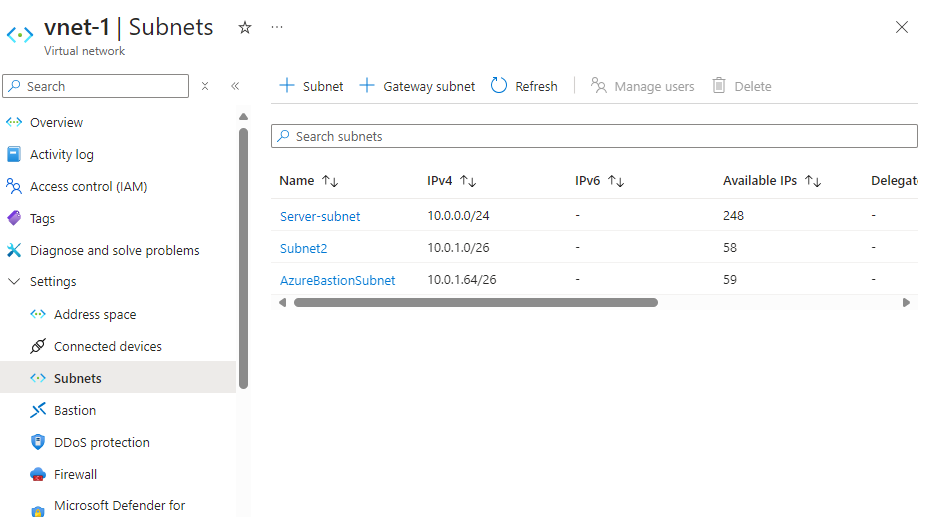 vnet-1 | Subnets
Virtual network
Search
Subnet
Gateway subnet
Refresh
Manage users
Delete
Overview
Activity log
Access control (IAM)
Tags
Diagnose and solve problems
Settings
Address space
Connected devices
Subnets
Bastion
DDoS protection
Firewall
Microsoft Defender for
Search subnets
Name IPv4 IPv6 Available IPs Delegat
Server-subnet 10.0.0.0/24 - 248 -
Subnet2 10.0.1.0/26 - 58 -
AzureBastionSubnet 10.0.1.64/26 - 59 -